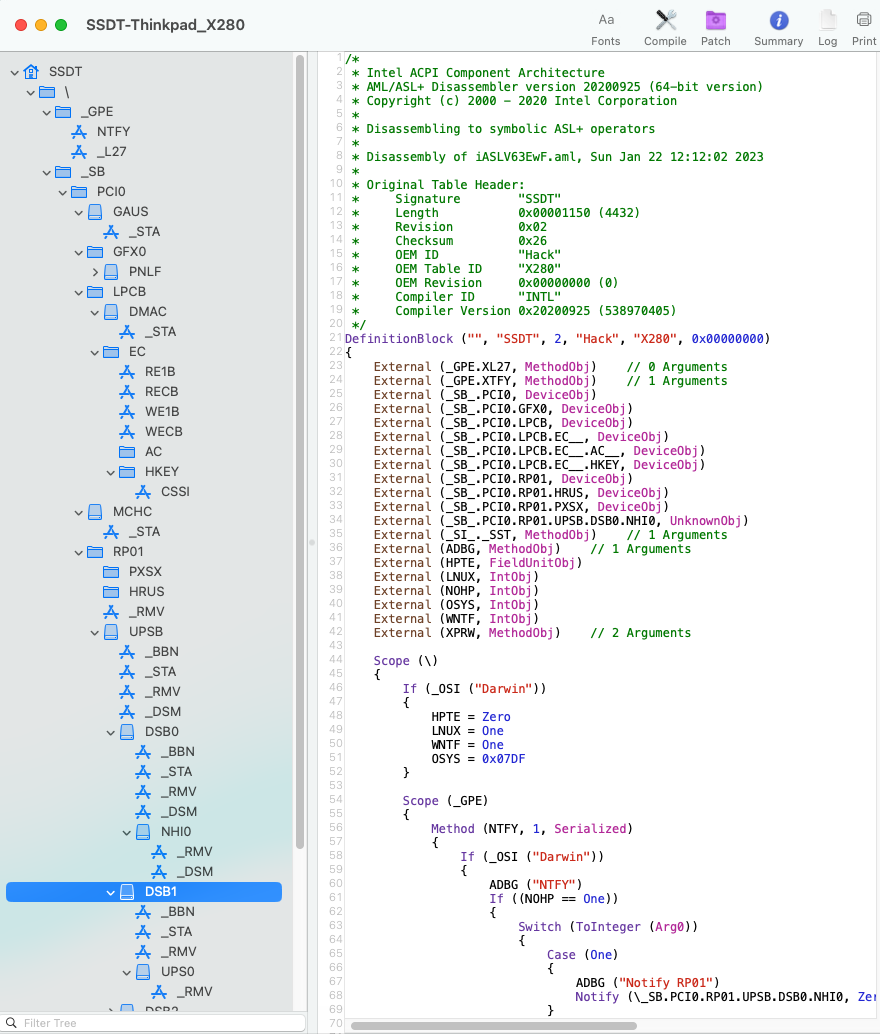 SSDT-Thinkpad_X280
Aa
Fonts
Compile
Patch
Summary
Log
Print
SSDT
\
_GPE
NTFY
_L27
_SB
PCI0
GAUS
_STA
GFX0
PNLF
LPCB
DMAC
_STA
EC
RE1B
RECB
WE1B
WECB
AC
HKEY
CSSI
MCHC
_STA
RP01
PXSX
HRUS
_RMV
UPSB
_BBN
_STA
_RMV
_DSM
DSB0
_BBN
_STA
_RMV
_DSM
NHI0
_RMV
_DSM
DSB1
_BBN
_STA
_RMV
UPS0
_RMV
DSB2
Filter Tree
1 /*
2 * Intel ACPI Component Architecture
3 * AML/ASL+ Disassembler version 20200925 (64-bit version)
4 * Copyright (c) 2000 - 2020 Intel Corporation
5 *
6 * Disassembling to symbolic ASL+ operators
7 *
8 * Disassembly of iASLV63EwF.aml, Sun Jan 22 12:12:02 2023
9 *
10 * Original Table Header:
11 * Signature "SSDT"
12 * Length 0x00001150 (4432)
13 * Revision 0x02
14 * Checksum 0x26
15 * OEM ID "Hack"
16 * OEM Table ID "X280"
17 * OEM Revision 0x00000000 (0)
18 * Compiler ID "INTL"
19 * Compiler Version 0x20200925 (538970405)
20 */
21 DefinitionBlock ("", "SSDT", 2, "Hack", "X280", 0x00000000)
22 {
23 External (_GPE.XL27, MethodObj) // 0 Arguments
24 External (_GPE.XTFY, MethodObj) // 1 Arguments
25 External (_SB_.PCI0, DeviceObj)
26 External (_SB_.PCI0.GFX0, DeviceObj)
27 External (_SB_.PCI0.LPCB, DeviceObj)
28 External (_SB_.PCI0.LPCB.EC__, DeviceObj)
29 External (_SB_.PCI0.LPCB.EC__.AC__, DeviceObj)
30 External (_SB_.PCI0.LPCB.EC__.HKEY, DeviceObj)
31 External (_SB_.PCI0.RP01, DeviceObj)
32 External (_SB_.PCI0.RP01.HRUS, DeviceObj)
33 External (_SB_.PCI0.RP01.PXSX, DeviceObj)
34 External (_SB_.PCI0.RP01.UPSB.DSB0.NHI0, UnknownObj)
35 External (_SI_._SST, MethodObj) // 1 Arguments
36 External (ADBG, MethodObj) // 1 Arguments
37 External (HPTE, FieldUnitObj)
38 External (LNUX, IntObj)
39 External (NOHP, IntObj)
40 External (OSYS, IntObj)
41 External (WNTF, IntObj)
42 External (XPRW, MethodObj) // 2 Arguments
43
44 Scope (\)
45 {
46 If (_OSI ("Darwin"))
47 {
48 HPTE = Zero
49 LNUX = One
50 WNTF = One
51 OSYS = 0x07DF
52 }
53
54 Scope (_GPE)
55 {
56 Method (NTFY, 1, Serialized)
57 {
58 If (_OSI ("Darwin"))
59 {
60 ADBG ("NTFY")
61 If ((NOHP == One))
62 {
63 Switch (ToInteger (Arg0))
64 {
65 Case (One)
66 {
67 ADBG ("Notify RP01")
68 Notify (\_SB.PCI0.RP01.UPSB.DSB0.NHI0, Zer
69 }
70